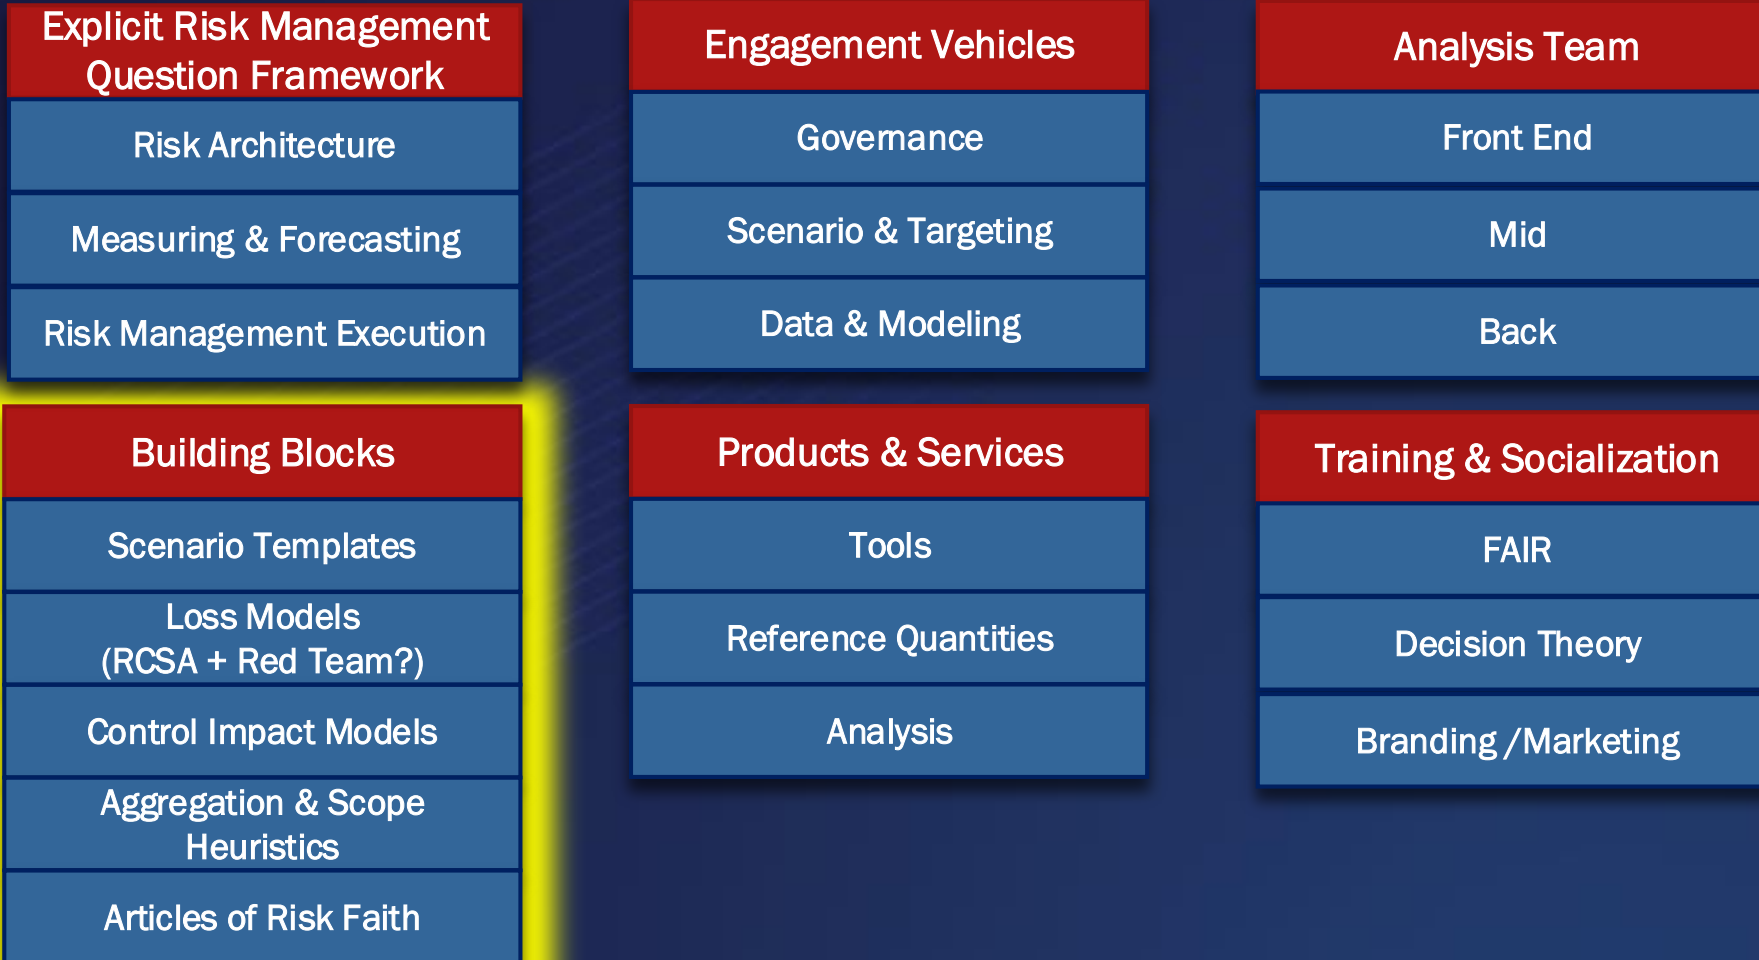 Explicit Risk Management
Question Framework
Risk Architecture
Measuring & Forecasting
Risk Management Execution
Engagement Vehicles
Governance
Scenario & Targeting
Data & Modeling
Analysis Team
Front End
Mid
Back
Building Blocks
Scenario Templates
Loss Models
(RCSA + Red Team?)
Control Impact Models
Aggregation & Scope
Heuristics
Articles of Risk Faith
Products & Services
Tools
Reference Quantities
Analysis
Training & Socialization
FAIR
Decision Theory
Branding /Marketing